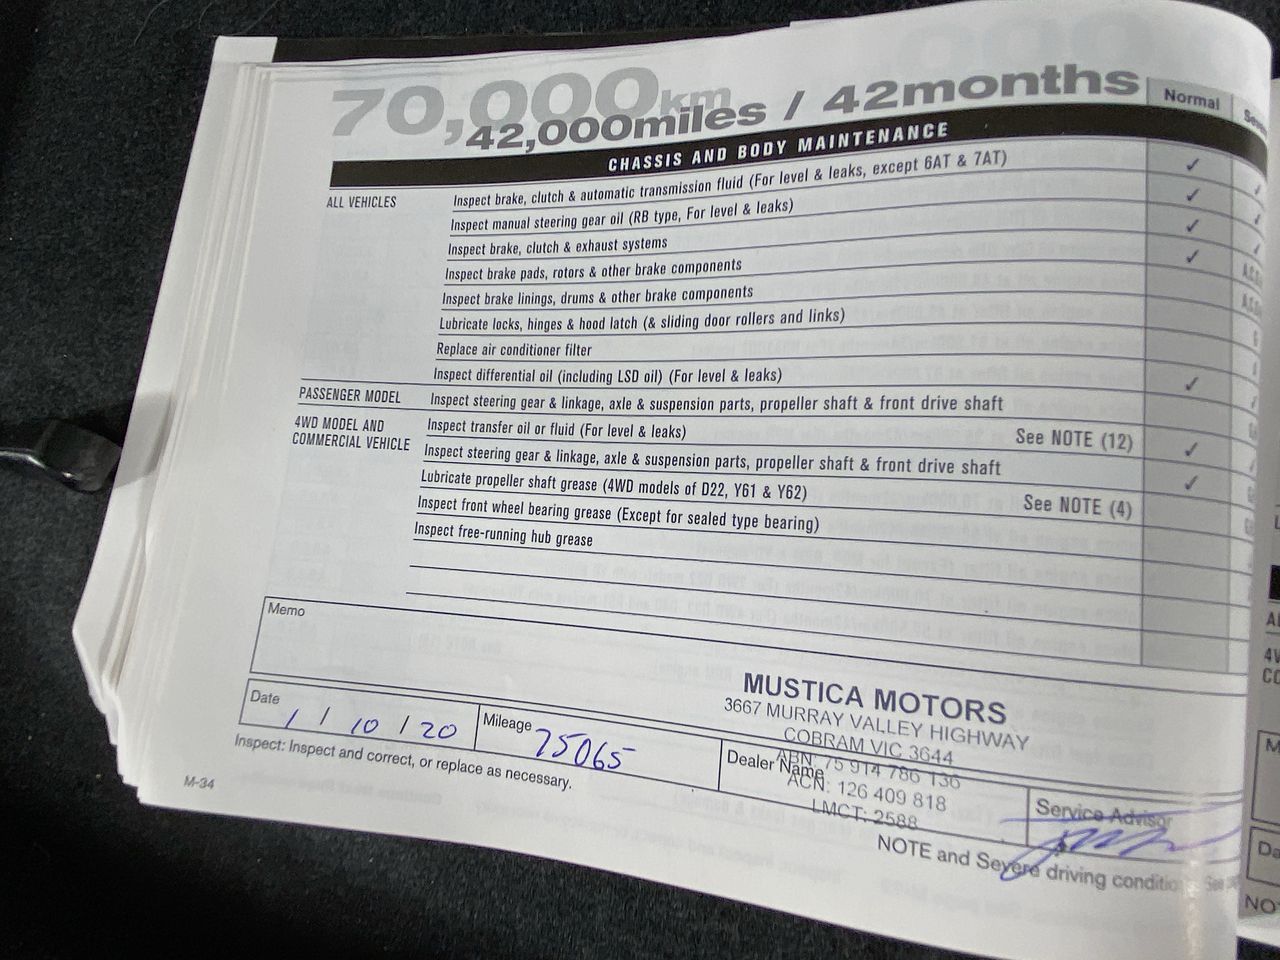 70,000km
42,000miles / 42months
Normal
CHASSIS AND BODY MAINTENANCE
ALL VEHICLES
Inspect brake, clutch & automatic transmission fluid (For level & leaks, except 6AT & 7AT) ✓
Inspect manual steering gear oil (RB type, For level & leaks) ✓
Inspect brake, clutch & exhaust systems ✓
Inspect brake pads, rotors & other brake components ✓
Inspect brake linings, drums & other brake components
Lubricate locks, hinges & hood latch (& sliding door rollers and links)
Replace air conditioner filter
Inspect differential oil (including LSD oil) (For level & leaks) ✓
PASSENGER MODEL Inspect steering gear & linkage, axle & suspension parts, propeller shaft & front drive shaft
4WD MODEL AND
COMMERCIAL VEHICLE
Inspect transfer oil or fluid (For level & leaks) See NOTE (12) ✓
Inspect steering gear & linkage, axle & suspension parts, propeller shaft & front drive shaft ✓
Lubricate propeller shaft grease (4WD models of D22, Y61 & Y62) See NOTE (4)
Inspect front wheel bearing grease (Except for sealed type bearing)
Inspect free-running hub grease
Memo
MUSTICA MOTORS
3667 MURRAY VALLEY HIGHWAY
COBRAM VIC 3644
ABN: 75 914 786 136
ACN: 126 409 818
LMCT: 2588
Date 1 / 10 / 20
Mileage 75065
Dealer Name
Service Advisor
Inspect: Inspect and correct, or replace as necessary.
NOTE and Severe driving conditio
M-34